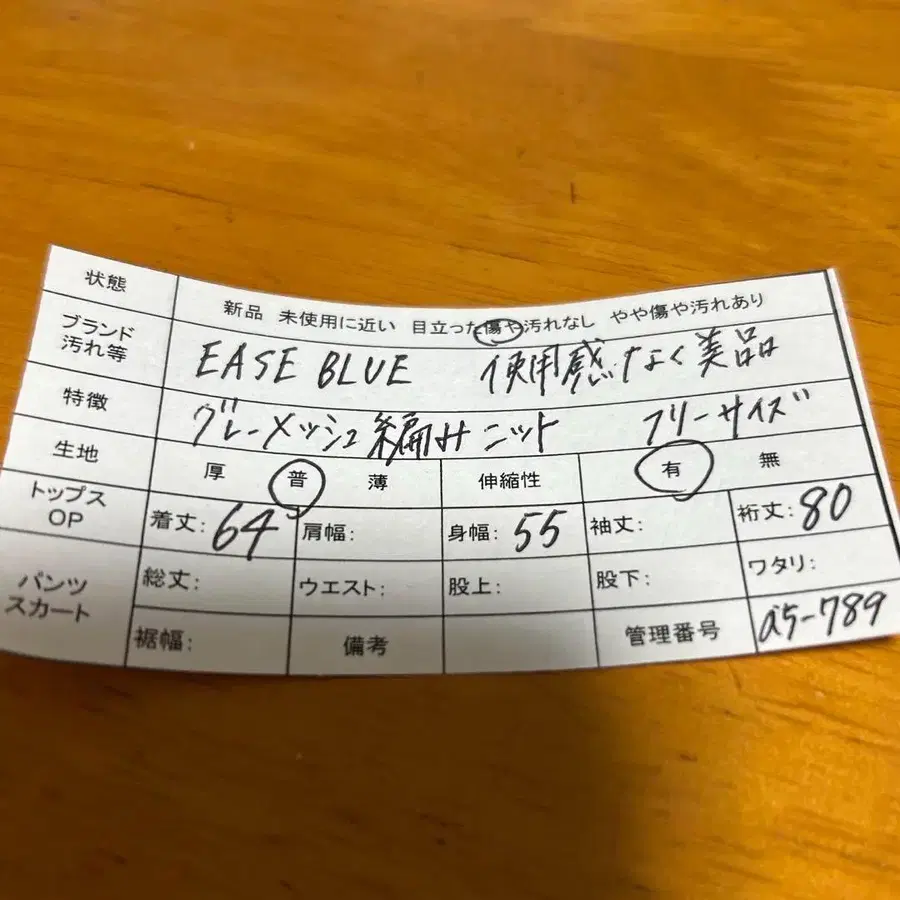 状態 新品 未使用に近い 目立った傷や汚れなし やや傷や汚れあり
ブランド 汚れ等 EASE BLUE 使用感なく美品
特徴 グレーメッシュ編みニット フリーサイズ
生地 厚 普 薄 伸縮性 有 無
トップス OP 着丈: 64 肩幅: 身幅: 55 袖丈: 裄丈: 80
パンツ スカート 総丈: ウエスト: 股上: 股下: ワタリ:
裾幅: 備考 管理番号 a5-789